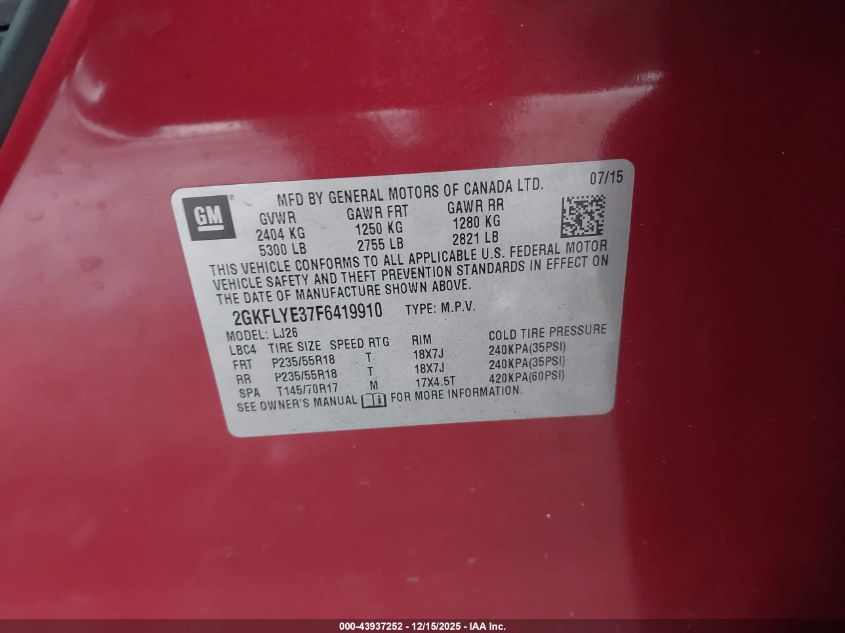 MFD BY GENERAL MOTORS OF CANADA LTD. 07/15
GM
GVWR GAWR FRT GAWR RR
2404 KG 1250 KG 1280 KG
5300 LB 2755 LB 2821 LB
THIS VEHICLE CONFORMS TO ALL APPLICABLE U.S. FEDERAL MOTOR
VEHICLE SAFETY AND THEFT PREVENTION STANDARDS IN EFFECT ON
THE DATE OF MANUFACTURE SHOWN ABOVE.
2GKFLYE37F6419910 TYPE: M.P.V.
MODEL: LJ26
LBC4 TIRE SIZE SPEED RTG RIM COLD TIRE PRESSURE
FRT P235/55R18 T 18X7J 240KPA(35PSI)
RR P235/55R18 T 18X7J 240KPA(35PSI)
SPA T145/70R17 M 17X4.5T 420KPA(60PSI)
SEE OWNER'S MANUAL FOR MORE INFORMATION.
000-43937252 - 12/15/2025 - IAA Inc.